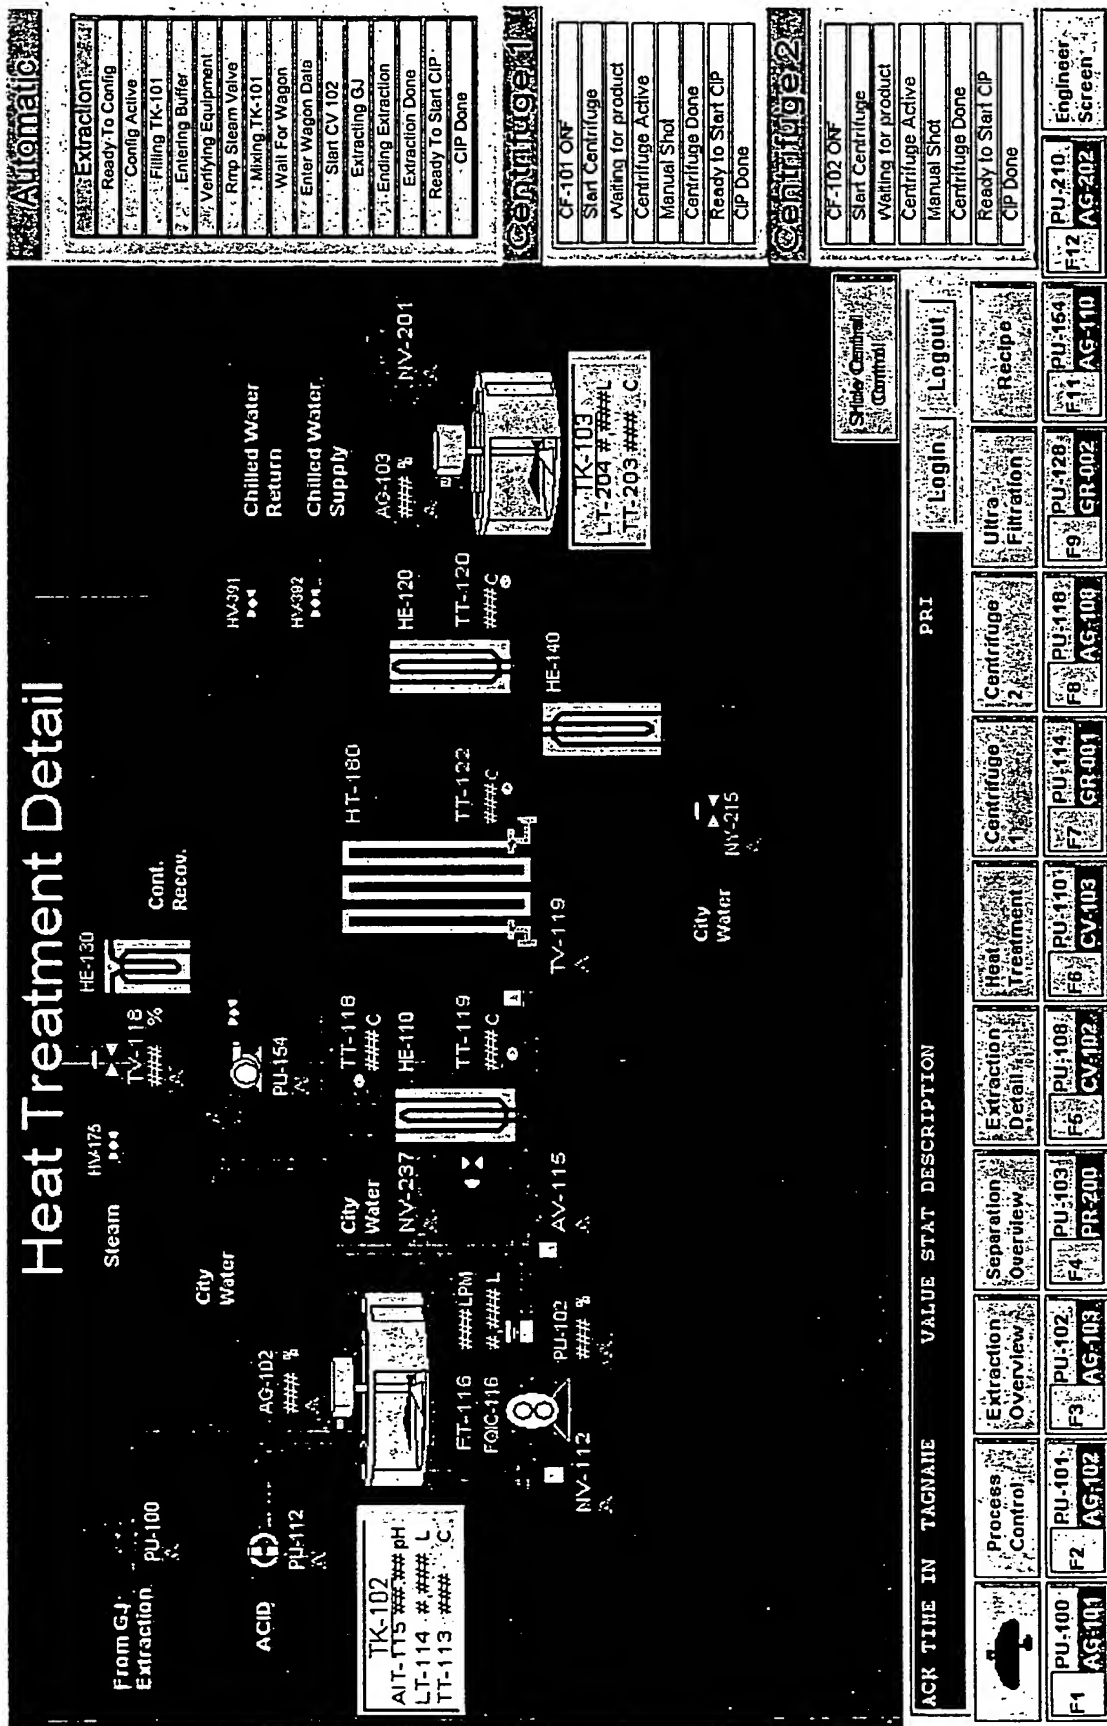 Heat Treatment Detail
From GJ
Extraction
PU-100
A
ACID
PU-112
A
AG-102
### %
A
City
Water
Steam
HV-175
TV-118
### %
A
HE-130
Cont.
Recov.
PU-154
A
HV-391
HV-392
Chilled Water
Return
Chilled Water
Supply
TK-102
AIT-115 ##.## pH
LT-114 #,### L
TT-113 ### C
FT-116 ###LPM
FQIC-116 #,### L
NV-112
A
PU-102
### %
A
City
Water
NV-237
A
AV-115
A
TT-118
###C
HE-110
TT-119
###C
HT-180
TV-119
A
TT-122
###C
HE-120
TT-120
###C
HE-140
City
Water
NV-215
A
AG-103
### %
A
NV-201
A
TK-103
LT-204 #,###L
TT-203 ### C
Control
Automatic
Extraction
Ready To Config
Config Active
Filling TK-101
Entering Buffer
Verifying Equipment
Rmp Steam Valve
Mixing TK-101
Wait For Wagon
Enter Wagon Data
Start CV 102
Extracting GJ
Ending Extraction
Extraction Done
Ready To Start CIP
CIP Done
Centrifuge 1
CF-101 ON
Start Centrifuge
Waiting for product
Centrifuge Active
Manual Shot
Centrifuge Done
Ready to Start CIP
CIP Done
Centrifuge 2
CF-102 ON
Start Centrifuge
Waiting for product
Centrifuge Active
Manual Shot
Centrifuge Done
Ready to Start CIP
CIP Done
ACK TIME IN TAGNAME VALUE STAT DESCRIPTION PRI
Login Logout
Process
Control
Extraction
Overview
Separation
Overview
Extraction
Detail
Heat
Treatment
Centrifuge
1
Centrifuge
2
Ultra
Filtration
Recipe
F1 PU-100
AG-101
F2 PU-101
AG-102
F3 PU-102
AG-103
F4 PU-103
PR-200
F5 PU-108
CV-102
F6 PU-110
CV-103
F7 PU-114
GR-001
F8 PU-118
AG-100
F9 PU-128
GR-002
F11 PU-154
AG-110
F12 PU-210
AG-202
Engineer
Screen